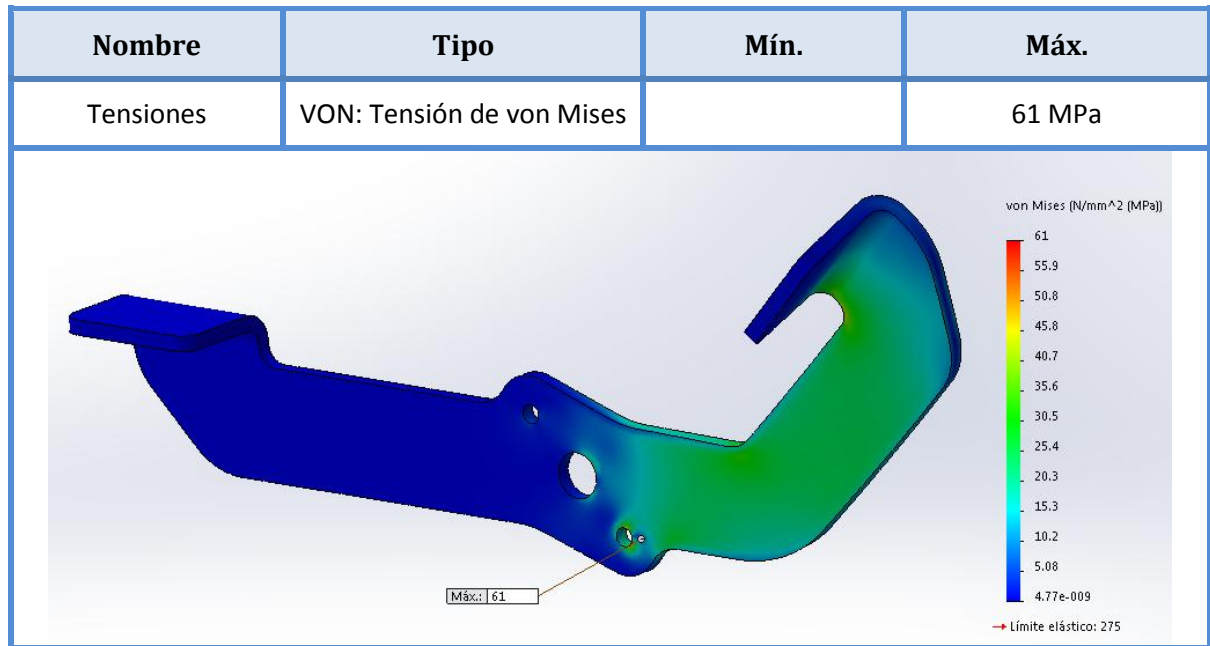 Nombre Tipo Mín. Máx.
Tensiones VON: Tensión de von Mises 61 MPa
von Mises (N/mm^2 (MPa))
61
55.9
50.8
45.8
40.7
35.6
30.5
25.4
20.3
15.3
10.2
5.08
4.77e-009
Límite elástico: 275
Máx.: 61